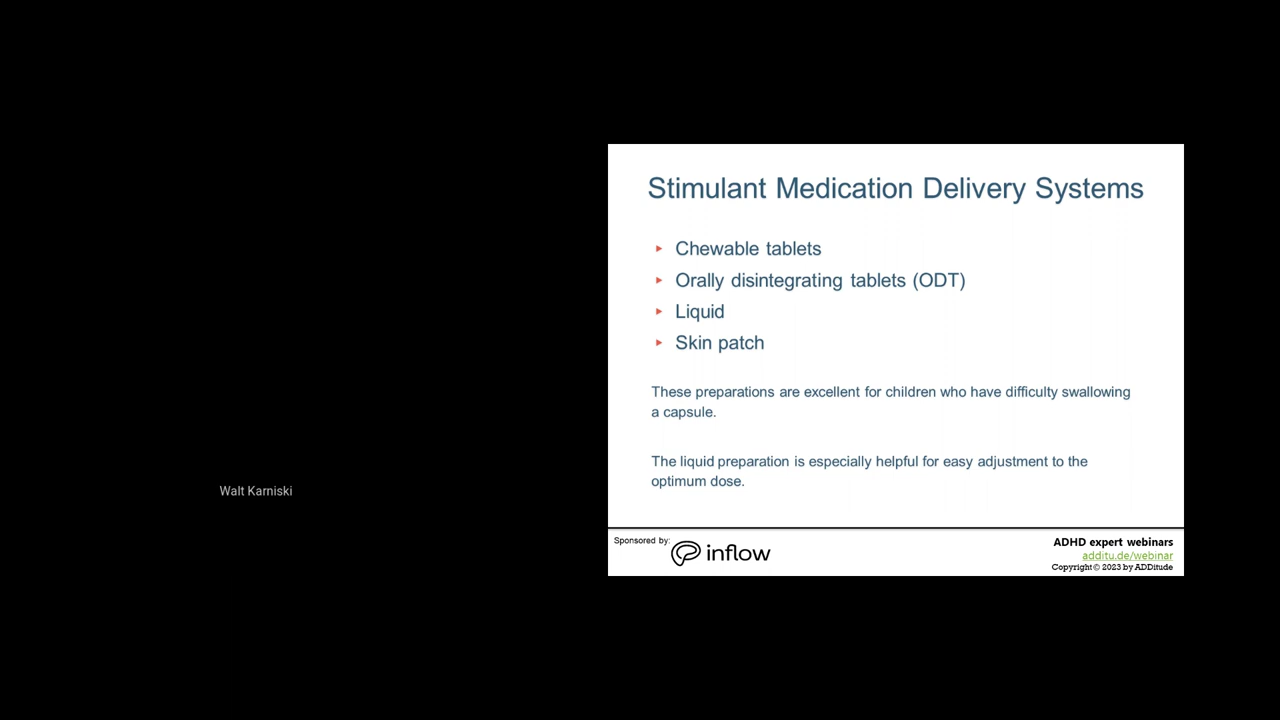 Stimulant Medication Delivery Systems
Chewable tablets
Orally disintegrating tablets (ODT)
Liquid
Skin patch
These preparations are excellent for children who have difficulty swallowing
a capsule.
The liquid preparation is especially helpful for easy adjustment to the
optimum dose.
Walt Karniski
Sponsored by:
inflow
ADHD expert webinars
additu.de/webinar
Copyright © 2023 by ADDitude